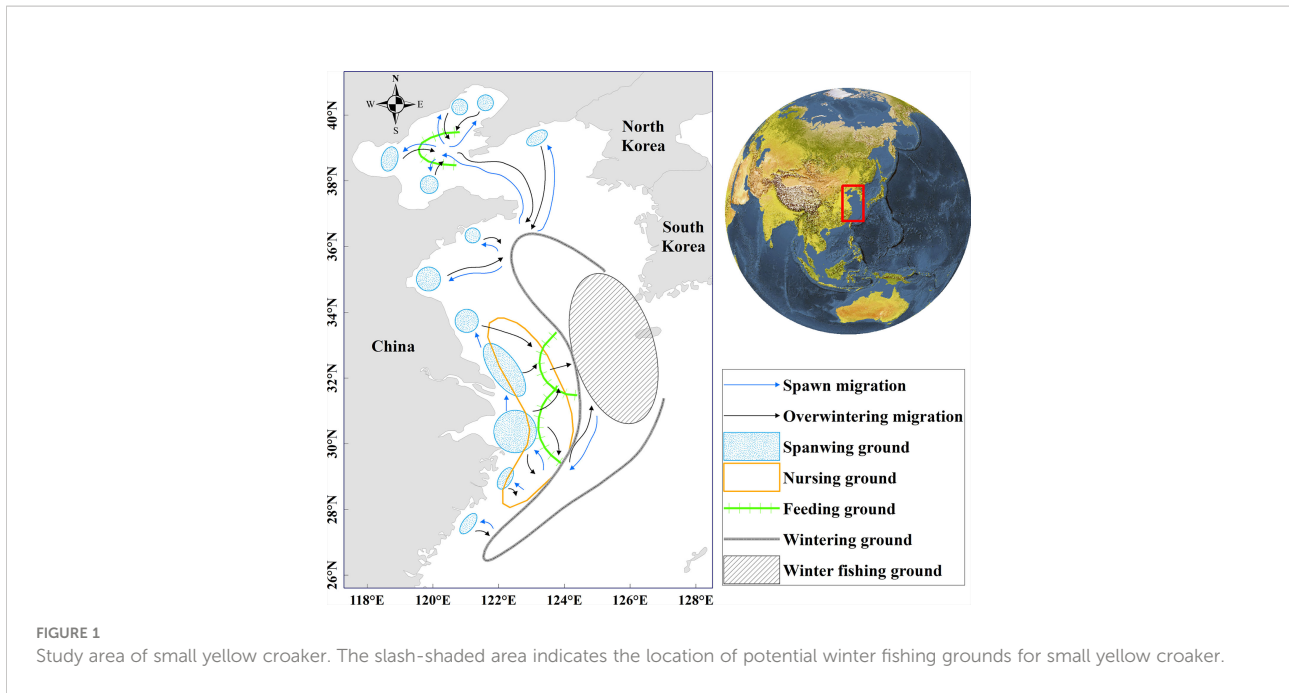 N
W E
S
40°N
38°N
36°N
34°N
32°N
30°N
28°N
26°N
North
Korea
South
Korea
China
118°E 120°E 122°E 124°E 126°E 128°E
Spawn migration
Overwintering migration
Spanwing ground
Nursing ground
Feeding ground
Wintering ground
Winter fishing ground
FIGURE 1
Study area of small yellow croaker. The slash-shaded area indicates the location of potential winter fishing grounds for small yellow croaker.